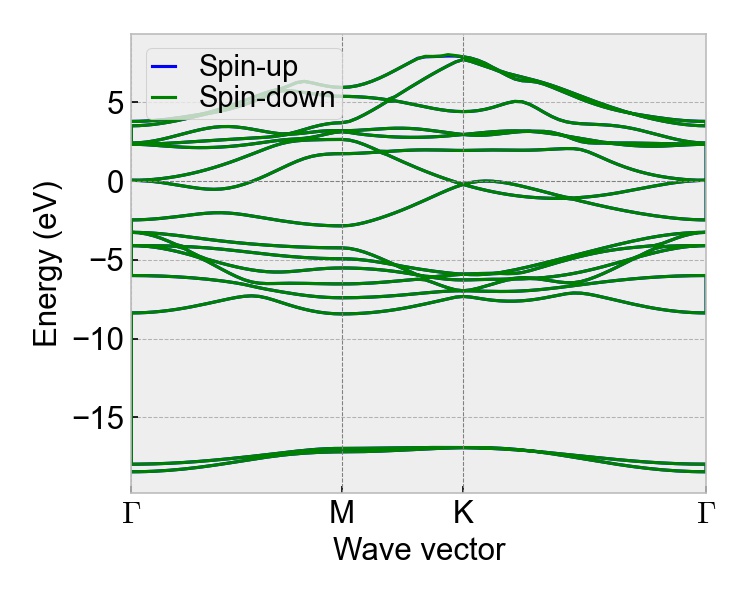 Spin-up
Spin-down
5
0
−5
−10
−15
Energy (eV)
Γ M K Γ
Wave vector